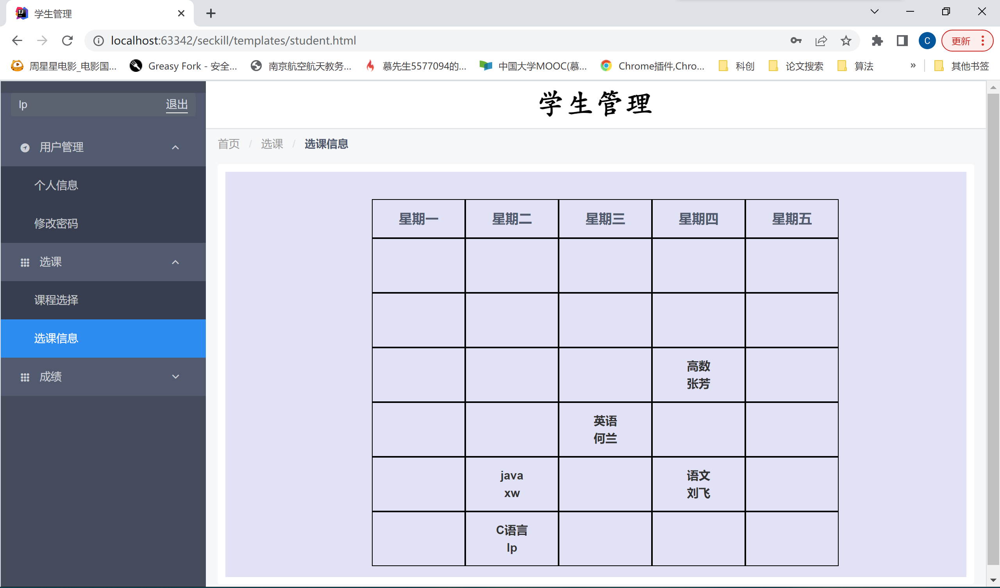 学生管理
localhost:63342/seckill/templates/student.html
更新
C
周星星电影_电影国...
Greasy Fork - 安全...
南京航空航天教务...
慕先生5577094的...
中国大学MOOC(慕...
Chrome插件,Chro...
科创
论文搜索
算法
»
其他书签
lp
退出
用户管理
个人信息
修改密码
选课
课程选择
选课信息
成绩
学生管理
首页 / 选课 / 选课信息
星期一 星期二 星期三 星期四 星期五
高数
张芳
英语
何兰
java
xw
语文
刘飞
C语言
lp